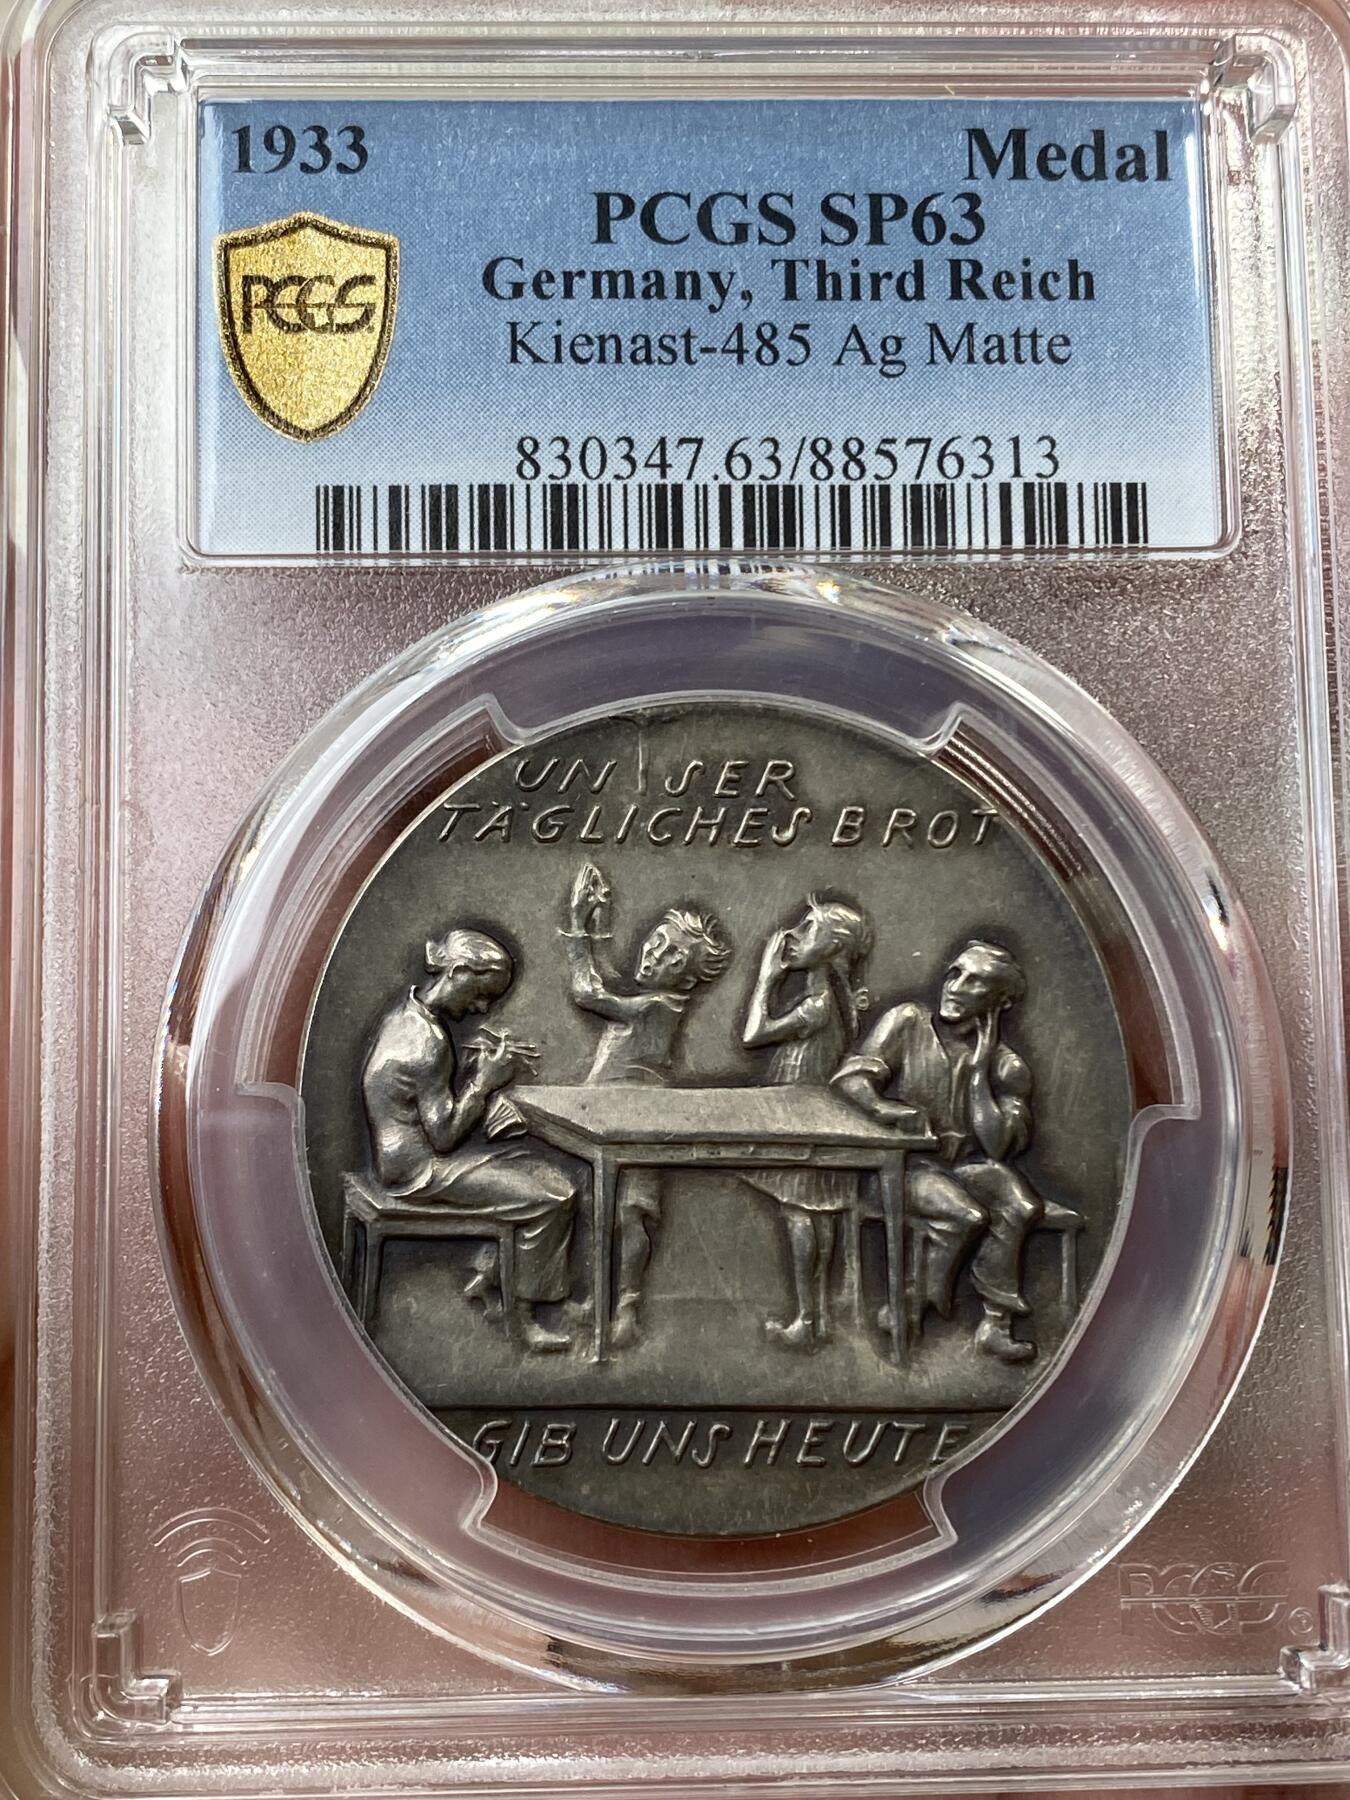 1933
Medal
PCGS SP63
Germany, Third Reich
Kienast-485 Ag Matte
PCGS
830347.63/88576313
UNSER
TÄGLICHES BROT
GIB UNS HEUTE
PCGS